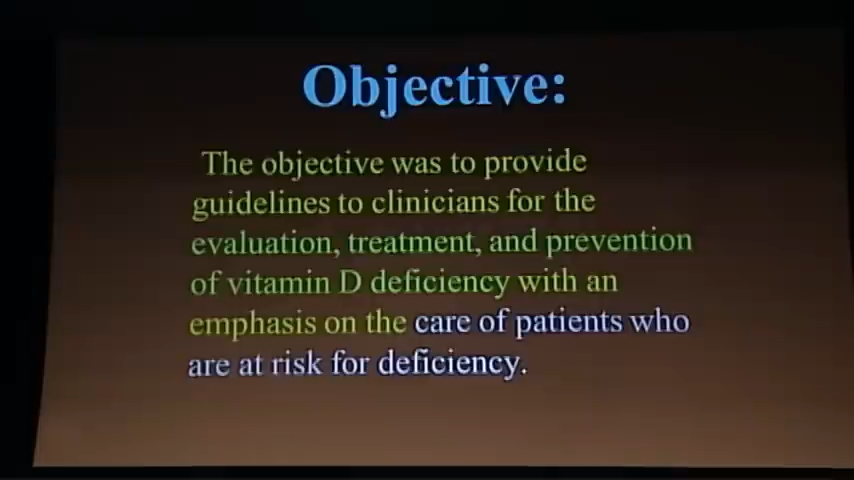 Objective:
The objective was to provide
guidelines to clinicians for the
evaluation, treatment, and prevention
of vitamin D deficiency with an
emphasis on the care of patients who
are at risk for deficiency.